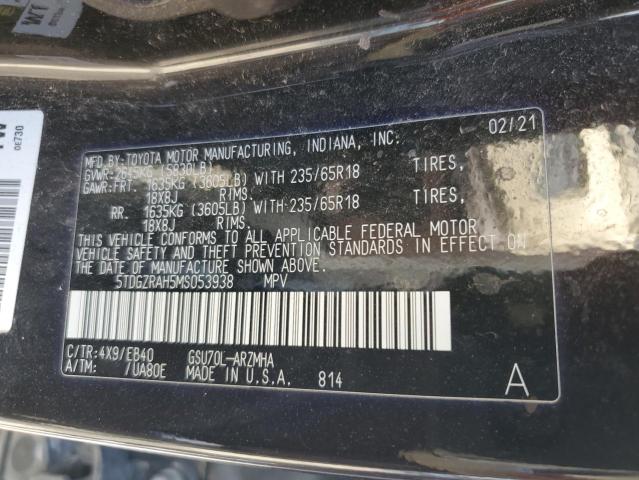 WT
0E730
MFD.BY-TOYOTA MOTOR MANUFACTURING, INDIANA, INC. 02/21
GVWR-2645KG (5830LB)
GAWR:FRT. 1635KG (3605LB) WITH 235/65R18 TIRES,
18X8J RIMS.
RR. 1635KG (3605LB) WITH 235/65R18 TIRES,
18X8J RIMS.
THIS VEHICLE CONFORMS TO ALL APPLICABLE FEDERAL MOTOR
VEHICLE SAFETY AND THEFT PREVENTION STANDARDS IN EFFECT ON
THE DATE OF MANUFACTURE SHOWN ABOVE.
5TDGZRAH5MS053938 MPV
C/TR:4X9/EB40 GSU70L-ARZMHA
A/TM: /UA80E MADE IN U.S.A. 814 A